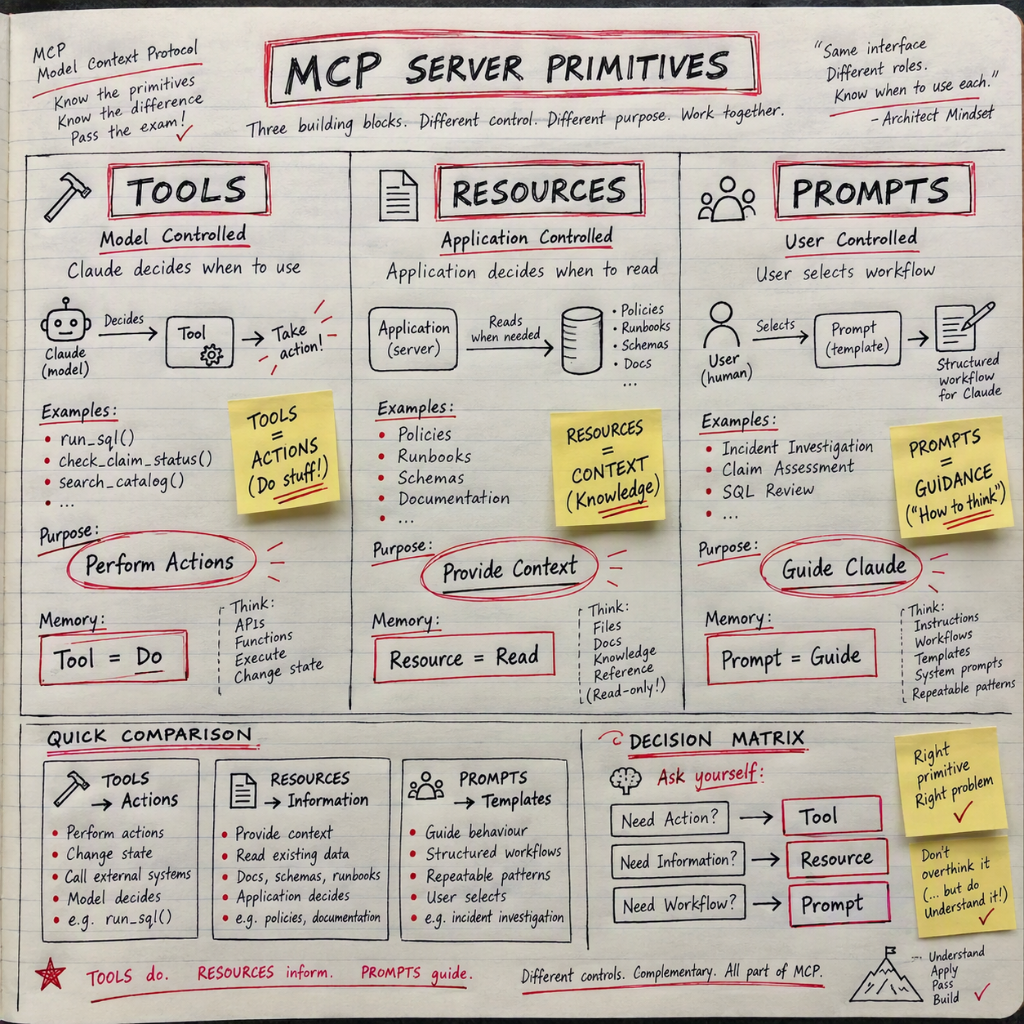 MCP
Model Context Protocol
Know the primitives
Know the difference
Pass the exam!
MCP SERVER PRIMITIVES
Three building blocks. Different control. Different purpose. Work together.
"Same interface
Different roles.
Know when to use each."
- Architect Mindset
TOOLS
Model Controlled
Claude decides when to use
Claude
(model)
Decides
Tool
Take
action!
Examples:
• run_sql()
• check_claim_status()
• search_catalog()
• ...
TOOLS
=
ACTIONS
(Do stuff!)
Purpose:
Perform Actions
Memory:
Tool = Do
Think:
APIs
Functions
Execute
Change state
RESOURCES
Application Controlled
Application decides when to read
Application
(server)
Reads
when needed
• Policies
• Runbooks
• Schemas
• Docs
...
Examples:
• Policies
• Runbooks
• Schemas
• Documentation
• ...
RESOURCES
=
CONTEXT
(Knowledge)
Purpose:
Provide Context
Memory:
Resource = Read
Think:
Files
Docs
Knowledge
Reference
(Read-only!)
PROMPTS
User Controlled
User selects workflow
User
(human)
Selects
Prompt
(template)
Structured
workflow
for Claude
Examples:
• Incident Investigation
• Claim Assessment
• SQL Review
• ...
PROMPTS
=
GUIDANCE
("How to think")
Purpose:
Guide Claude
Memory:
Prompt = Guide
Think:
Instructions
Workflows
Templates
System prompts
Repeatable patterns
QUICK COMPARISON
TOOLS
→ Actions
• Perform actions
• Change state
• Call external systems
• Model decides
• e.g. run_sql()
RESOURCES
→ Information
• Provide context
• Read existing data
• Docs, schemas, runbooks
• Application decides
• e.g. policies, documentation
PROMPTS
→ Templates
• Guide behaviour
• Structured workflows
• Repeatable patterns
• User selects
• e.g. incident investigation
DECISION MATRIX
Ask yourself:
Need Action? → Tool
Need Information? → Resource
Need Workflow? → Prompt
Right
primitive
Right problem
Don't
overthink it
(... but do
Understand it!)
TOOLS do. RESOURCES inform. PROMPTS guide.
Different controls. Complementary. All part of MCP.
Understand
Apply
Pass
Build